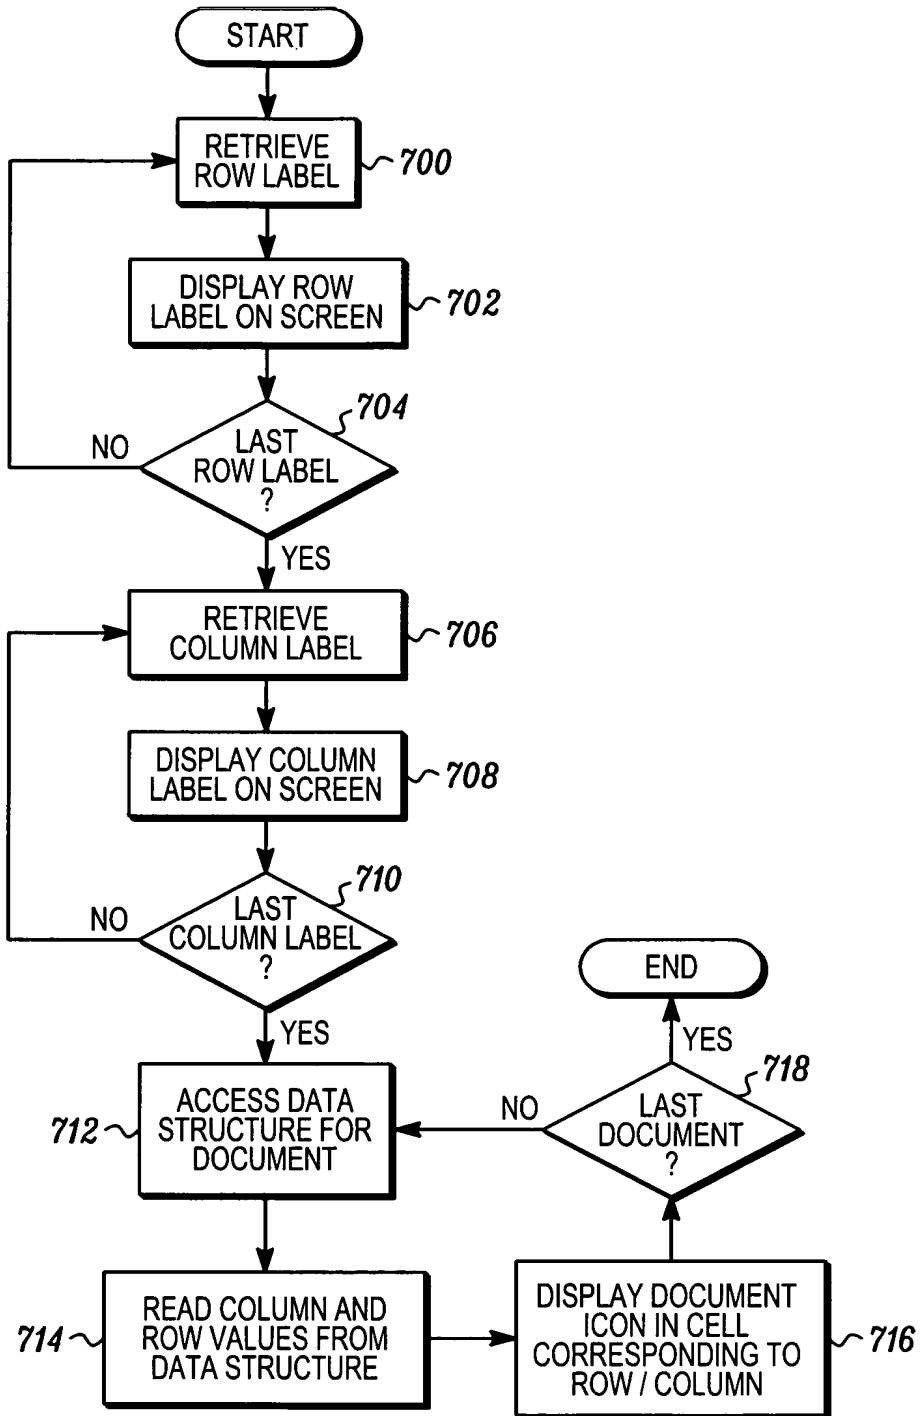 START
RETRIEVE
ROW LABEL
700
DISPLAY ROW
LABEL ON SCREEN
702
704
LAST
ROW LABEL
?
NO
YES
RETRIEVE
COLUMN LABEL
706
DISPLAY COLUMN
LABEL ON SCREEN
708
710
LAST
COLUMN LABEL
?
NO
YES
ACCESS DATA
STRUCTURE FOR
DOCUMENT
712
READ COLUMN AND
ROW VALUES FROM
DATA STRUCTURE
714
DISPLAY DOCUMENT
ICON IN CELL
CORRESPONDING TO
ROW / COLUMN
716
718
LAST
DOCUMENT
?
NO
YES
END